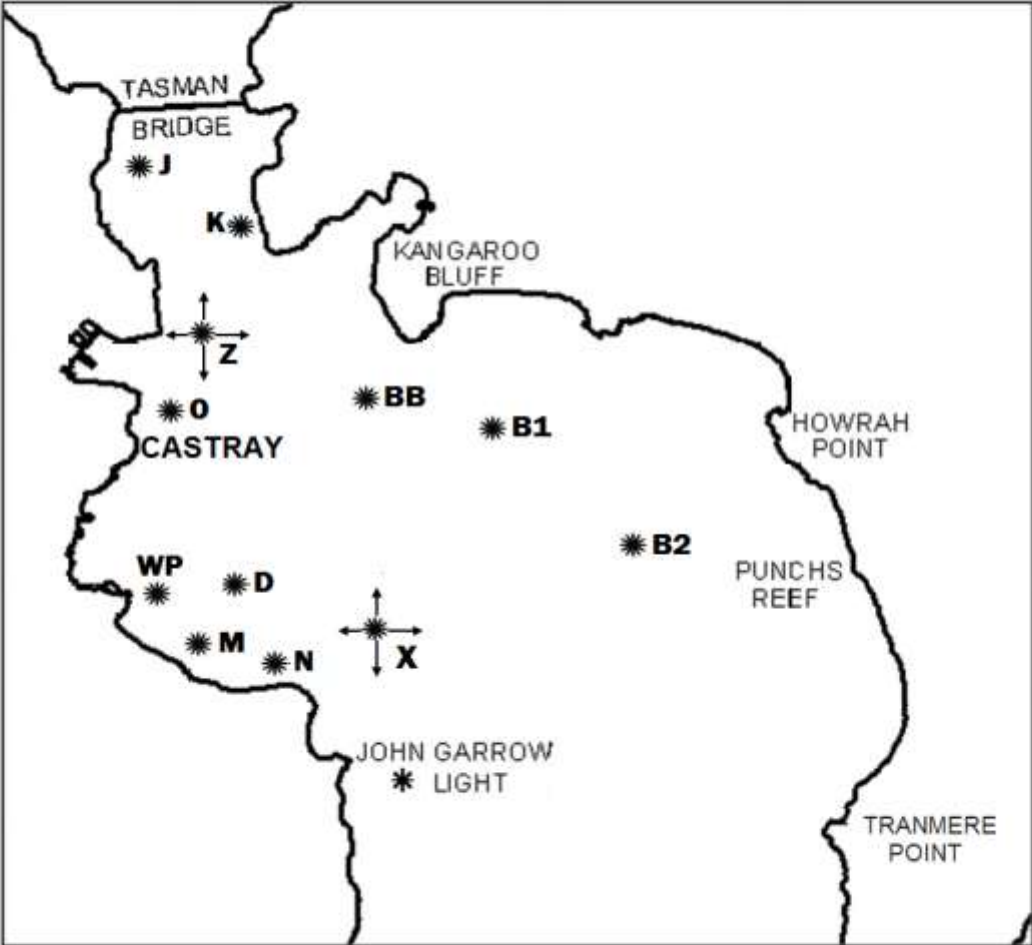 TASMAN
BRIDGE
J
K
KANGAROO
BLUFF
Z
BB
O
B1
CASTRAY
HOWRAH
POINT
B2
WP
D
PUNCHS
REEF
M
N
X
JOHN GARROW
LIGHT
TRANMERE
POINT